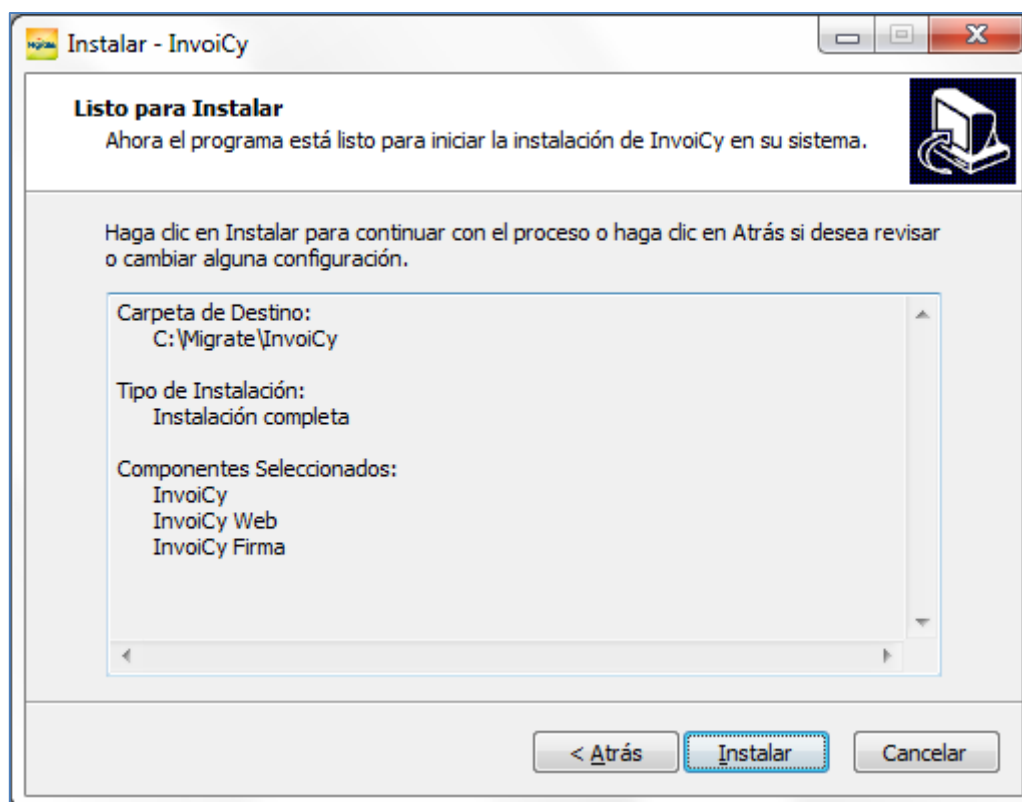 Instalar - InvoiCy
Listo para Instalar
Ahora el programa está listo para iniciar la instalación de InvoiCy en su sistema.
Haga clic en Instalar para continuar con el proceso o haga clic en Atrás si desea revisar
o cambiar alguna configuración.
Carpeta de Destino:
C:\Migrate\InvoiCy
Tipo de Instalación:
Instalación completa
Componentes Seleccionados:
InvoiCy
InvoiCy Web
InvoiCy Firma
< Atrás
Instalar
Cancelar